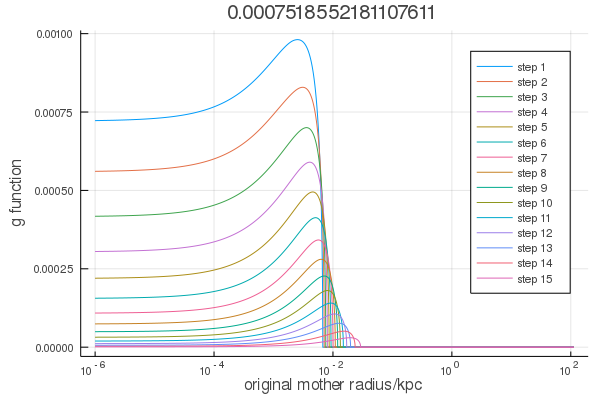 0.0007518552181107611
0.00100
0.00075
0.00050
0.00025
0.00000
g function
step 1
step 2
step 3
step 4
step 5
step 6
step 7
step 8
step 9
step 10
step 11
step 12
step 13
step 14
step 15
10⁻⁶ 10⁻⁴ 10⁻² 10⁰ 10²
original mother radius/kpc